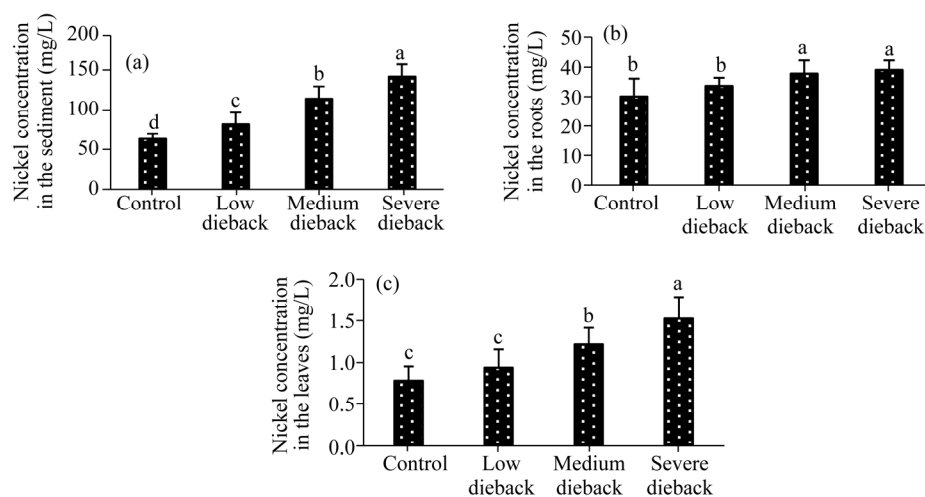 Nickel concentration
in the sediment (mg/L)
200
150
100
50
0
(a)
d
c
b
a
Control
Low
dieback
Medium
dieback
Severe
dieback
Nickel concentration
in the roots (mg/L)
50
40
30
20
10
0
(b)
b
b
a
a
Control
Low
dieback
Medium
dieback
Severe
dieback
Nickel concentration
in the leaves (mg/L)
2.0
1.5
1.0
0.5
0.0
(c)
c
c
b
a
Control
Low
dieback
Medium
dieback
Severe
dieback